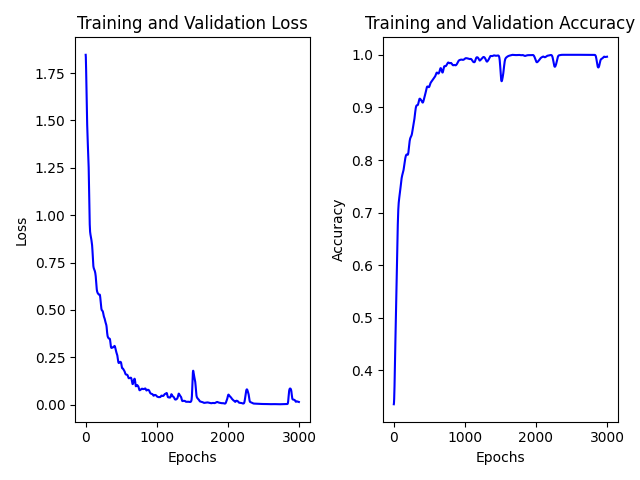 Training and Validation Loss
1.75
1.50
1.25
1.00
0.75
0.50
0.25
0.00
Loss
0 1000 2000 3000
Epochs
Training and Validation Accuracy
1.0
0.9
0.8
0.7
0.6
0.5
0.4
Accuracy
0 1000 2000 3000
Epochs